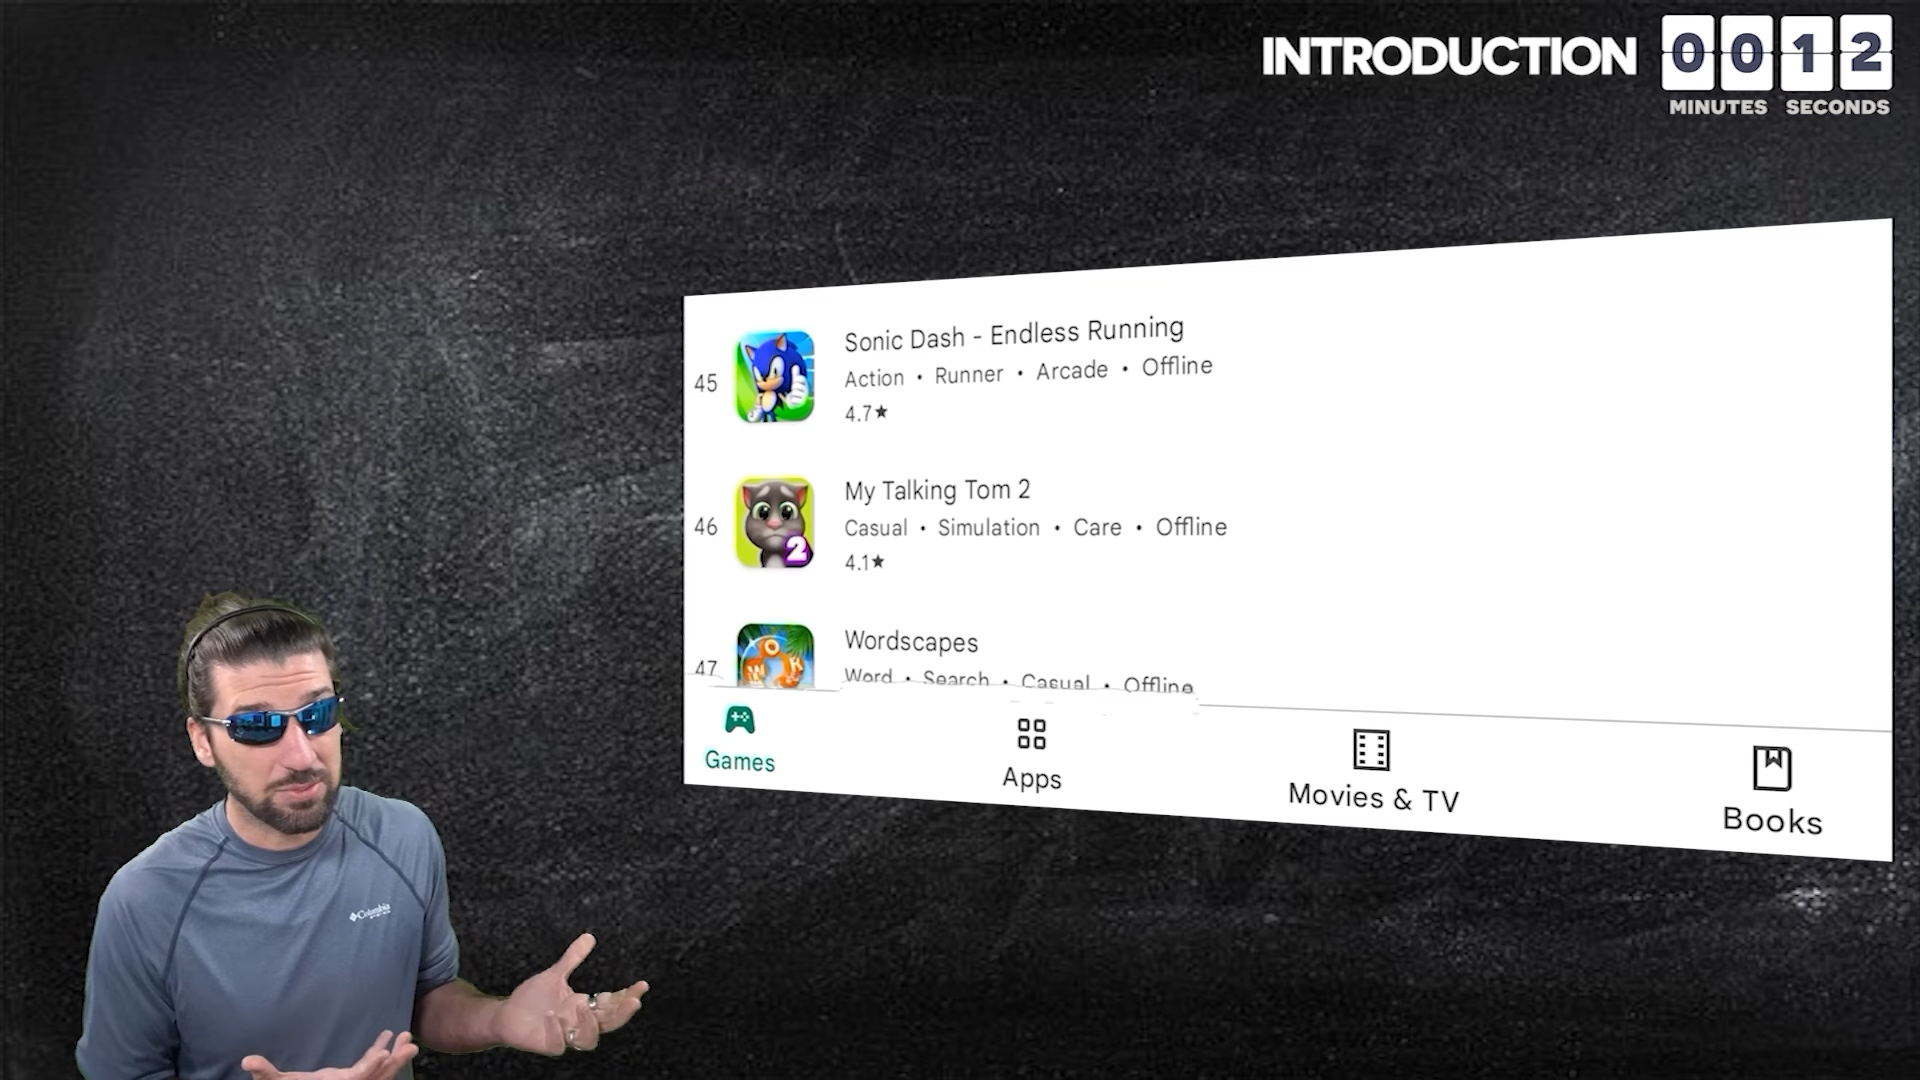 INTRODUCTION
0 0 1 2
MINUTES SECONDS
45
Sonic Dash - Endless Running
Action • Runner • Arcade • Offline
4.7★
46
2
My Talking Tom 2
Casual • Simulation • Care • Offline
4.1★
47
W O R
Wordscapes
Word • Search • Casual • Offline
Games
Apps
Movies & TV
Books
Columbia